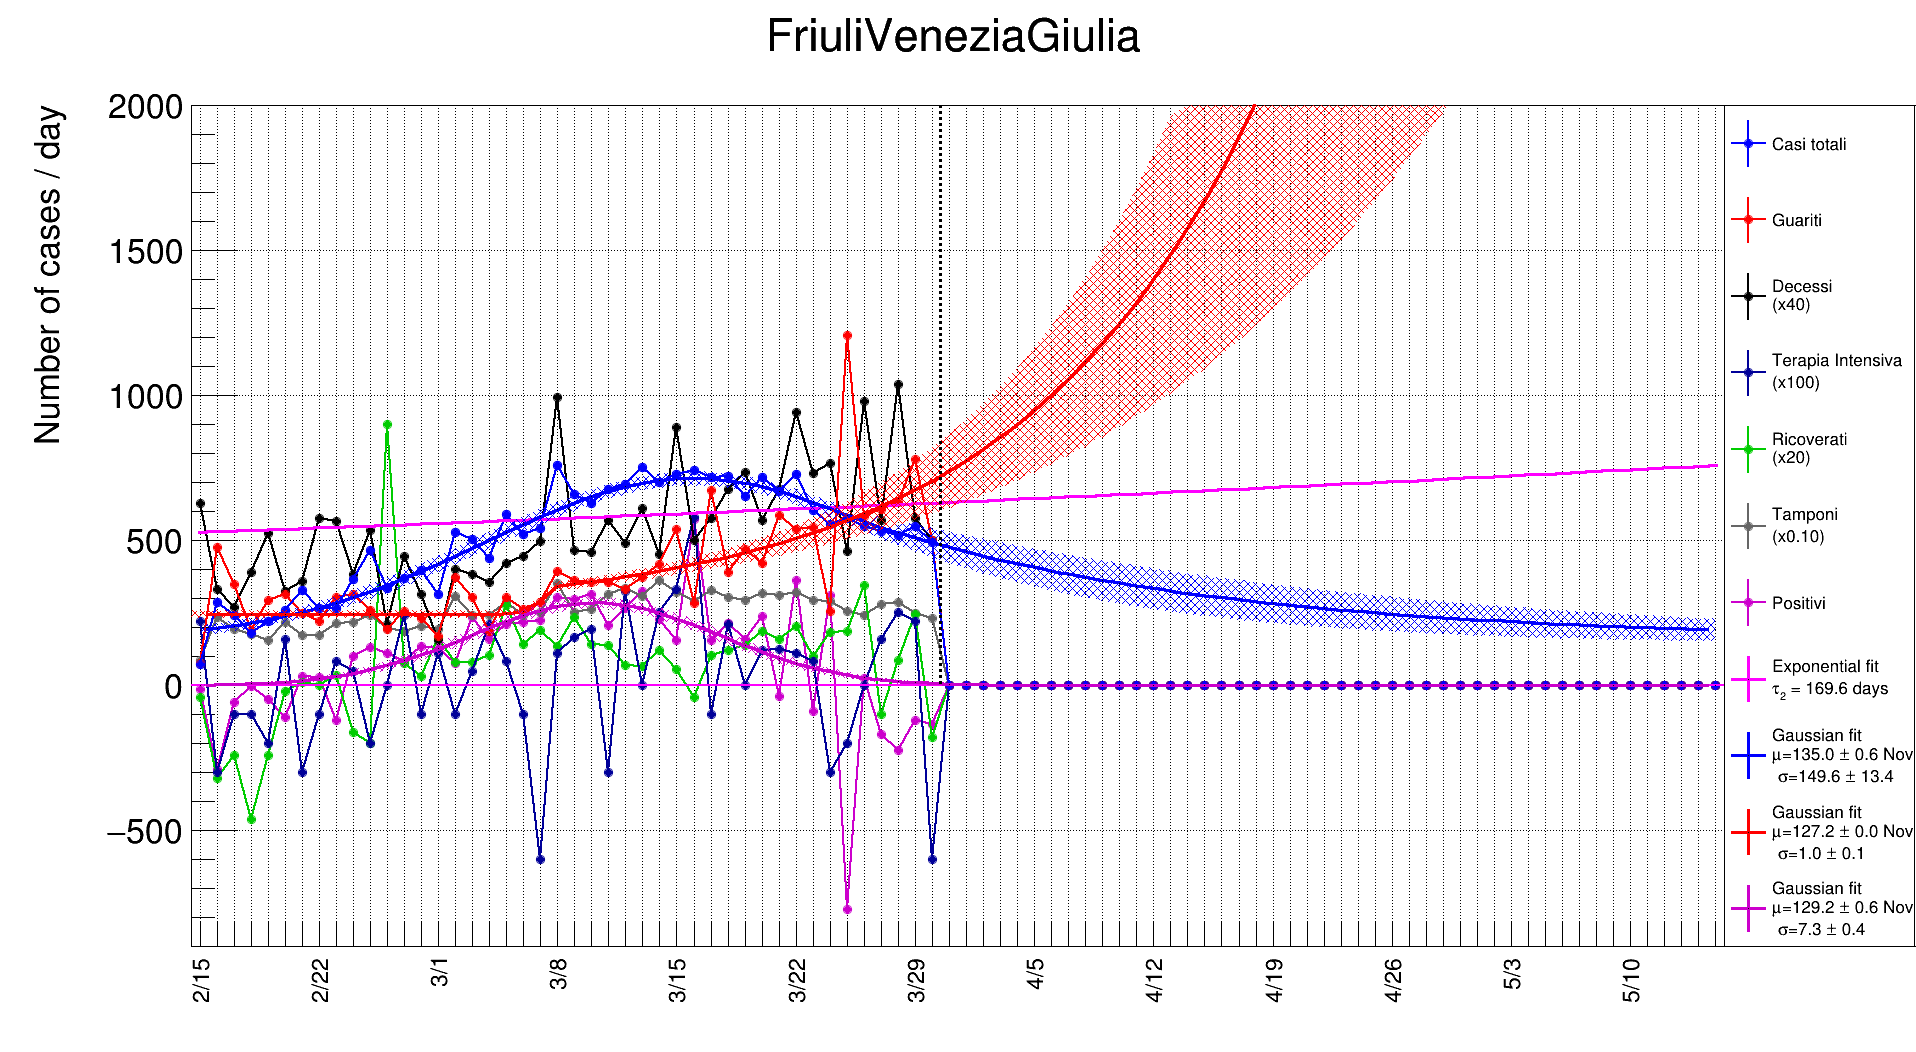 FriuliVeneziaGiulia
Number of cases / day
2000
1500
1000
500
0
−500
2/15
2/22
3/1
3/8
3/15
3/22
3/29
4/5
4/12
4/19
4/26
5/3
5/10
Casi totali
Guariti
Decessi
(x40)
Terapia Intensiva
(x100)
Ricoverati
(x20)
Tamponi
(x0.10)
Positivi
Exponential fit
τ2 = 169.6 days
Gaussian fit
μ=135.0 ± 0.6 Nov
σ=149.6 ± 13.4
Gaussian fit
μ=127.2 ± 0.0 Nov
σ=1.0 ± 0.1
Gaussian fit
μ=129.2 ± 0.6 Nov
σ=7.3 ± 0.4